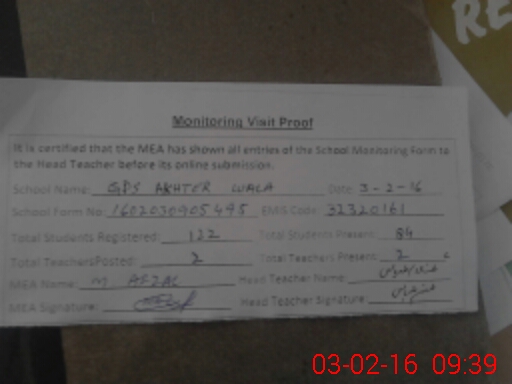 RE
Monitoring Visit Proof
It is certified that the MEA has shown all entries of the School Monitoring Form to
the Head Teacher before its online submission.
School Name: GPS AKHTER WALA Date: 3-2-16
School Form No: 1602030905495 EMIS Code: 32320161
Total Students Registered: 122 Total Students Present: 84
Total TeachersPosted: 2 Total Teachers Present: 2
MEA Name: M AFZAL Head Teacher Name:
MEA Signature: Head Teacher Signature:
03-02-16 09:39